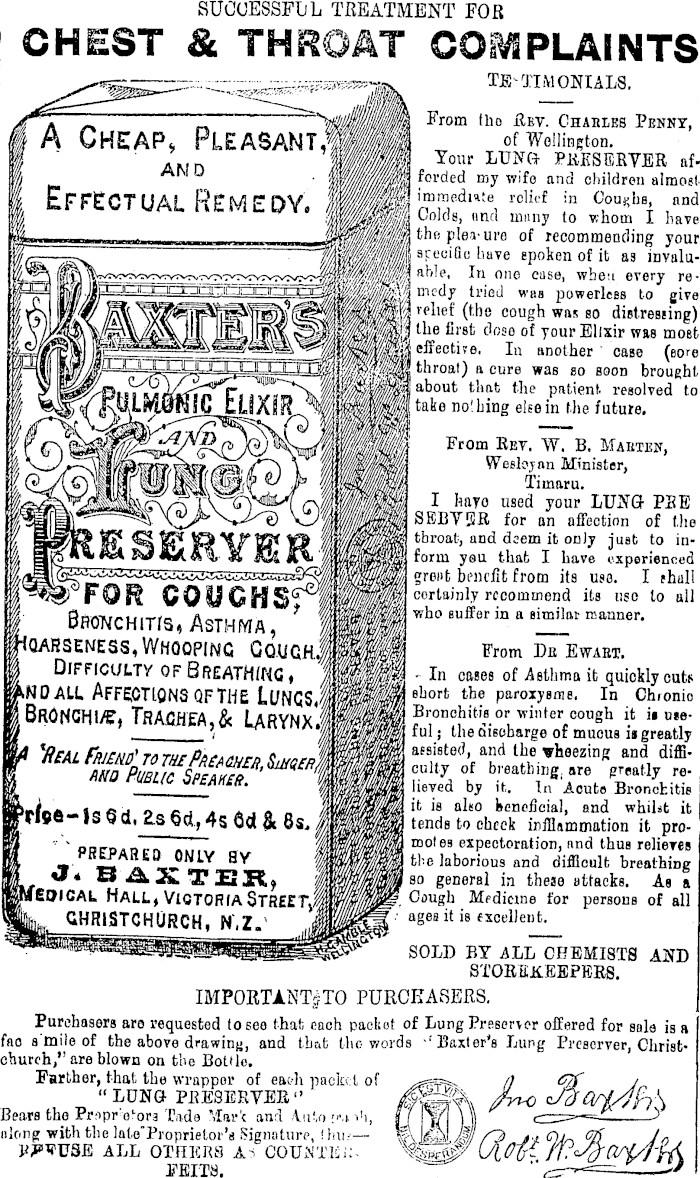 SUCCESSFUL TREATMENT FOR
CHEST & THROAT COMPLAINTS
A CHEAP, PLEASANT,
AND
EFFECTUAL REMEDY.
BAXTER'S
PULMONIC ELIXIR
AND
LUNG
PRESERVER
FOR COUGHS,
BRONCHITIS, ASTHMA,
HOARSENESS, WHOOPING COUGH.
DIFFICULTY OF BREATHING,
AND ALL AFFECTIONS OF THE LUNGS.
BRONCHIÆ, TRACHEA, & LARYNX.
A 'REAL FRIEND' TO THE PREACHER, SINGER
AND PUBLIC SPEAKER.
Price-1s 6d, 2s 6d, 4s 6d & 8s.
PREPARED ONLY BY
J. BAXTER,
MEDICAL HALL, VICTORIA STREET,
CHRISTCHURCH, N.Z.
H. GAMBLE
WELLINGTON
TE TIMONIALS.
From the REV. CHARLES PENNY,
of Wellington.
Your LUNG PRESERVER af-
forded my wife and children almost
immediate relief in Coughs, and
Colds, and many to whom I have
the plea ure of recommending your
specific have spoken of it as invalu-
able. In one case, when every re-
medy tried was powerless to give
relief (the cough was so distressing)
the first dose of your Elixir was most
effective. In another case (sore
throat) a cure was so soon brought
about that the patient resolved to
take nothing else in the future.
From REV. W. B. MARTEN,
Wesleyan Minister,
Timaru.
I have used your LUNG PRE
SERVER for an affection of the
throat, and deem it only just to in-
form you that I have experienced
great benefit from its use. I shall
certainly recommend its use to all
who suffer in a similar manner.
From DR EWART.
In cases of Asthma it quickly cuts
short the paroxysms. In Chronic
Bronchitis or winter cough it is use-
ful; the discharge of mucus is greatly
assisted, and the wheezing and diffi-
culty of breathing are greatly re-
lieved by it. In Acute Bronchitis
it is also beneficial, and whilst it
tends to check inflammation it pro-
motes expectoration, and thus relieves
the laborious and difficult breathing
so general in these attacks. As a
Cough Medicine for persons of all
ages it is excellent.
SOLD BY ALL CHEMISTS AND
STOREKEEPERS.
IMPORTANT TO PURCHASERS.
Purchasers are requested to see that each packet of Lung Preserver offered for sale is a
fac s mile of the above drawing, and that the words "Baxter's Lung Preserver, Christ-
church," are blown on the Bottle.
Farther, that the wrapper of each packet of
"LUNG PRESERVER"
Bears the Proprietors Tade Mark and Autograph,
along with the late Proprietor's Signature, thus—
REFUSE ALL OTHERS AS COUNTER-
FEITS.
SIC EST VITA
NIL DESPERANDUM
Jno Baxter
Robt. W. Baxter